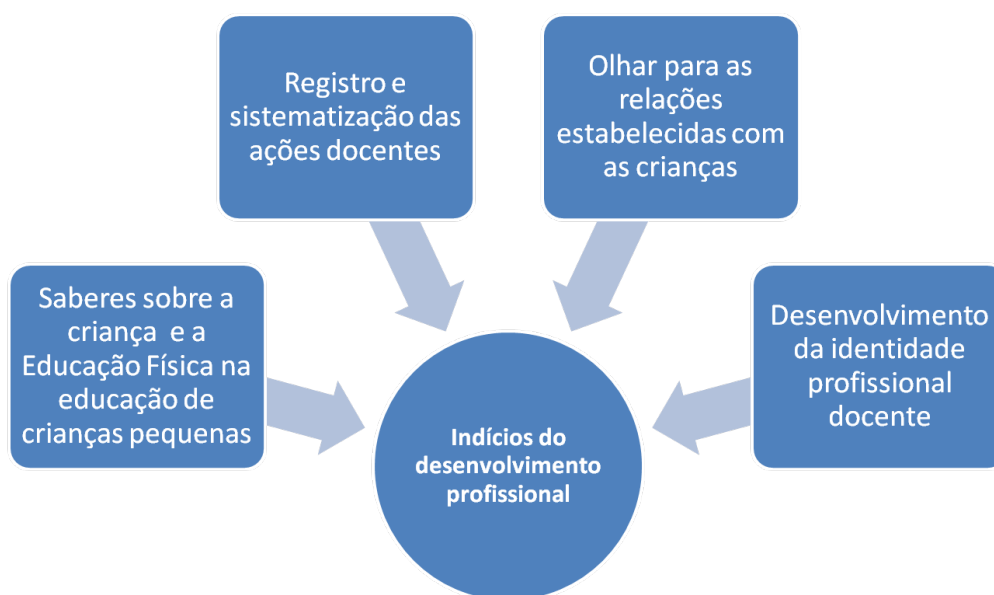 Registro e
sistematização das
ações docentes
Olhar para as
relações
estabelecidas com
as crianças
Saberes sobre a
criança e a
Educação Física na
educação de
crianças pequenas
Desenvolvimento
da identidade
profissional
docente
Indícios do
desenvolvimento
profissional